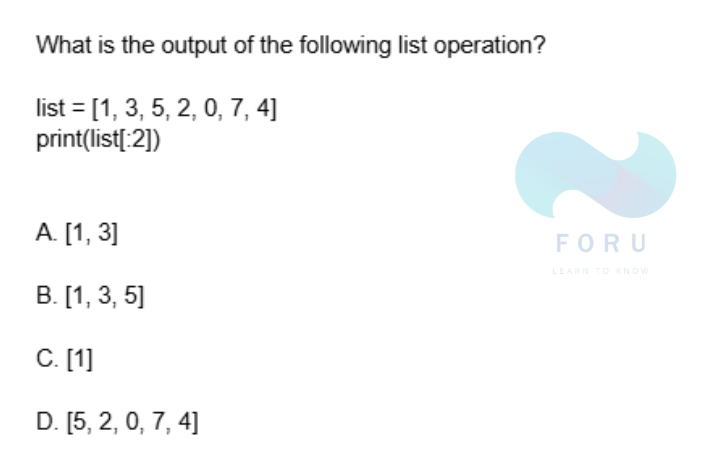 What is the output of the following list operation?
list = [1, 3, 5, 2, 0, 7, 4]
print(list[:2])
A. [1, 3]
FORU
LEARN TO KNOW
B. [1, 3, 5]
C. [1]
D. [5, 2, 0, 7, 4]